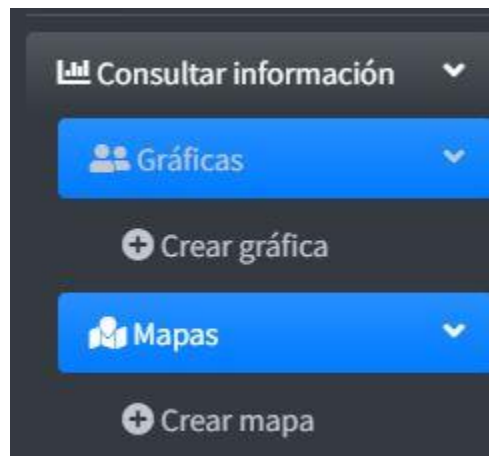 Consultar información
Gráficas
Crear gráfica
Mapas
Crear mapa